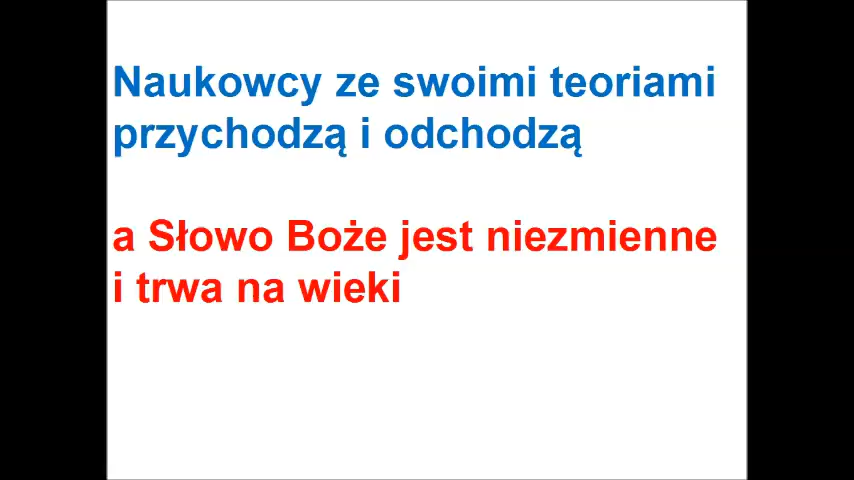 Naukowcy ze swoimi teoriami
przychodzą i odchodzą
a Słowo Boże jest niezmienne
i trwa na wieki